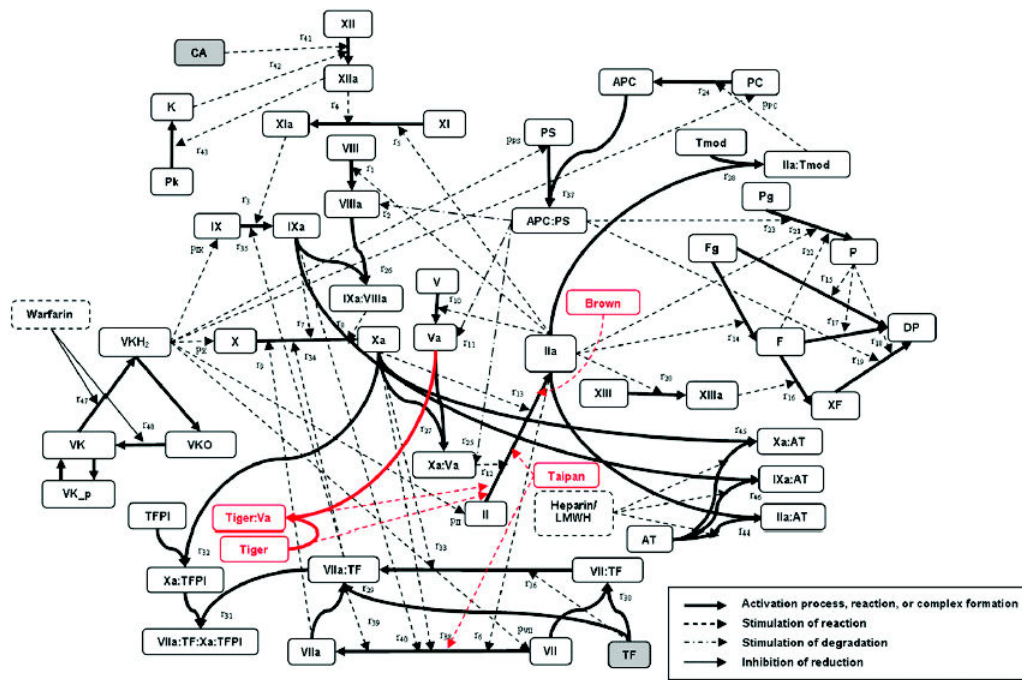 XII
r41
CA
r42
XIIa
APC
r24
PC
PPC
K
r4
XIa
XI
PS
Tmod
r43
r5
PPS
VIII
r1
IIa:Tmod
Pk
r28
r37
Pg
r3
VIIIa
r2
APC:PS
IX
IXa
r23
r21
P
PIX
r35
Fg
r22
r26
r15
IXa:VIIIa
V
r10
Brown
Warfarin
r17
DP
VKH2
PX
X
r7
r8
Xa
Va
r11
IIa
r14
F
r18
r9
r34
r19
r20
r13
XIII
XIIIa
r16
XF
r47
r48
r27
r25
r45
Xa:AT
VK
VKO
Xa:Va
r12
Taipan
IXa:AT
VK_p
Heparin/
LMWH
r46
TFPI
Tiger:Va
PII
II
IIa:AT
Tiger
AT
r44
r32
r33
Xa:TFPI
VIIa:TF
VII:TF
r29
r36
r30
r31
VIIa:TF:Xa:TFPI
r39
r40
r38
r6
PVII
VIIa
VII
TF
Activation process, reaction, or complex formation
Stimulation of reaction
Stimulation of degradation
Inhibition of reduction